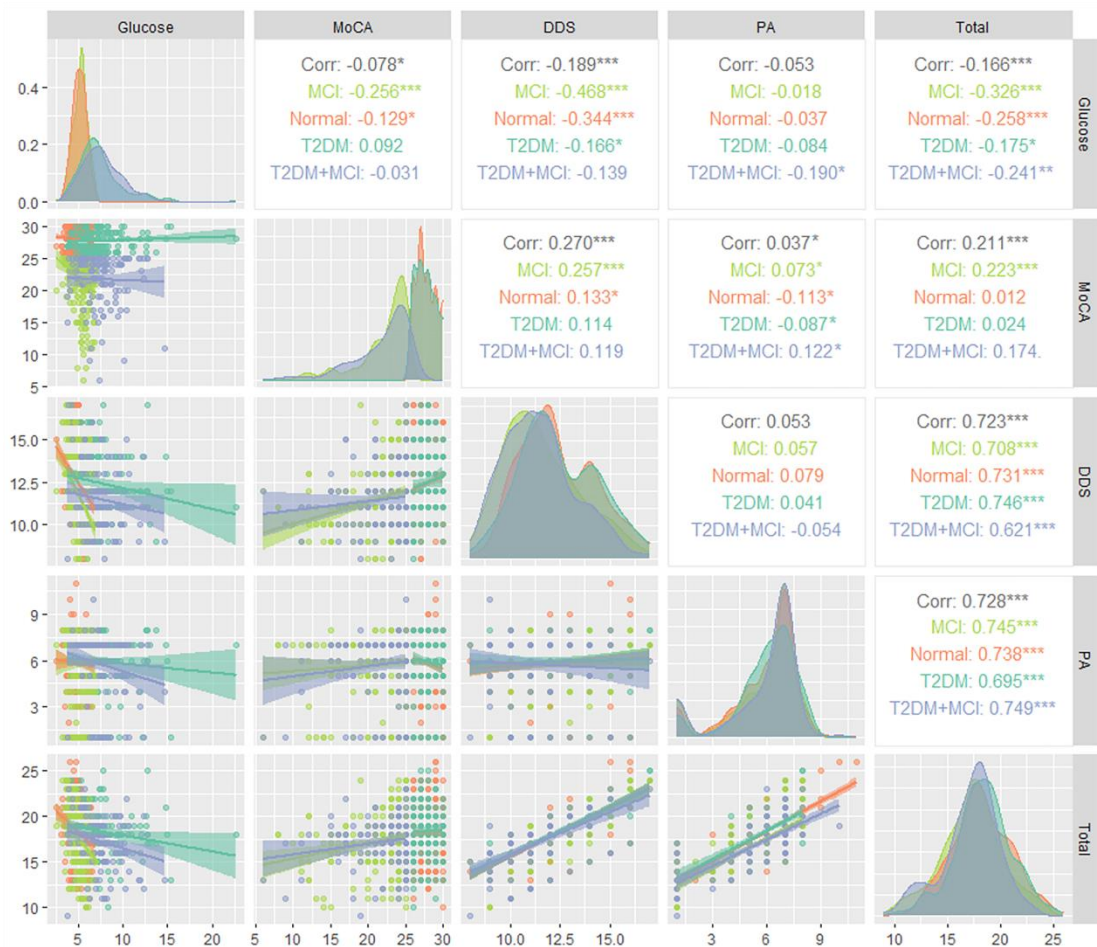 Glucose MoCA DDS PA Total
Corr: -0.078* Corr: -0.189*** Corr: -0.053 Corr: -0.166***
MCI: -0.256*** MCI: -0.468*** MCI: -0.018 MCI: -0.326***
Normal: -0.129* Normal: -0.344*** Normal: -0.037 Normal: -0.258***
T2DM: 0.092 T2DM: -0.166* T2DM: -0.084 T2DM: -0.175*
T2DM+MCI: -0.031 T2DM+MCI: -0.139 T2DM+MCI: -0.190* T2DM+MCI: -0.241**
0.4
0.2
0.0
Glucose
Corr: 0.270*** Corr: 0.037* Corr: 0.211***
MCI: 0.257*** MCI: 0.073* MCI: 0.223***
Normal: 0.133* Normal: -0.113* Normal: 0.012
T2DM: 0.114 T2DM: -0.087* T2DM: 0.024
T2DM+MCI: 0.119 T2DM+MCI: 0.122* T2DM+MCI: 0.174.
30
25
20
15
10
5
MoCA
Corr: 0.053 Corr: 0.723***
MCI: 0.057 MCI: 0.708***
Normal: 0.079 Normal: 0.731***
T2DM: 0.041 T2DM: 0.746***
T2DM+MCI: -0.054 T2DM+MCI: 0.621***
15.0
12.5
10.0
DDS
Corr: 0.728***
MCI: 0.745***
Normal: 0.738***
T2DM: 0.695***
T2DM+MCI: 0.749***
9
6
3
PA
25
20
15
10
Total
5 10 15 20 5 10 15 20 25 30 10.0 12.5 15.0 3 6 9 10 15 20 25